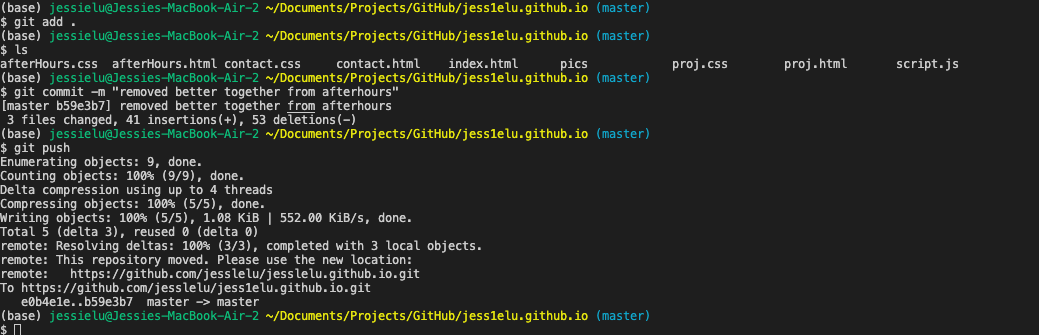 (base) jessielu@Jessies-MacBook-Air-2 ~/Documents/Projects/GitHub/jess1elu.github.io (master)
$ git add .
(base) jessielu@Jessies-MacBook-Air-2 ~/Documents/Projects/GitHub/jess1elu.github.io (master)
$ ls
afterHours.css afterHours.html contact.css contact.html index.html pics proj.css proj.html script.js
(base) jessielu@Jessies-MacBook-Air-2 ~/Documents/Projects/GitHub/jess1elu.github.io (master)
$ git commit -m "removed better together from afterhours"
[master b59e3b7] removed better together from afterhours
3 files changed, 41 insertions(+), 53 deletions(-)
(base) jessielu@Jessies-MacBook-Air-2 ~/Documents/Projects/GitHub/jess1elu.github.io (master)
$ git push
Enumerating objects: 9, done.
Counting objects: 100% (9/9), done.
Delta compression using up to 4 threads
Compressing objects: 100% (5/5), done.
Writing objects: 100% (5/5), 1.08 KiB | 552.00 KiB/s, done.
Total 5 (delta 3), reused 0 (delta 0)
remote: Resolving deltas: 100% (3/3), completed with 3 local objects.
remote: This repository moved. Please use the new location:
remote: https://github.com/jesslelu/jesslelu.github.io.git
To https://github.com/jesslelu/jess1elu.github.io.git
e0b4e1e..b59e3b7 master -> master
(base) jessielu@Jessies-MacBook-Air-2 ~/Documents/Projects/GitHub/jess1elu.github.io (master)
$